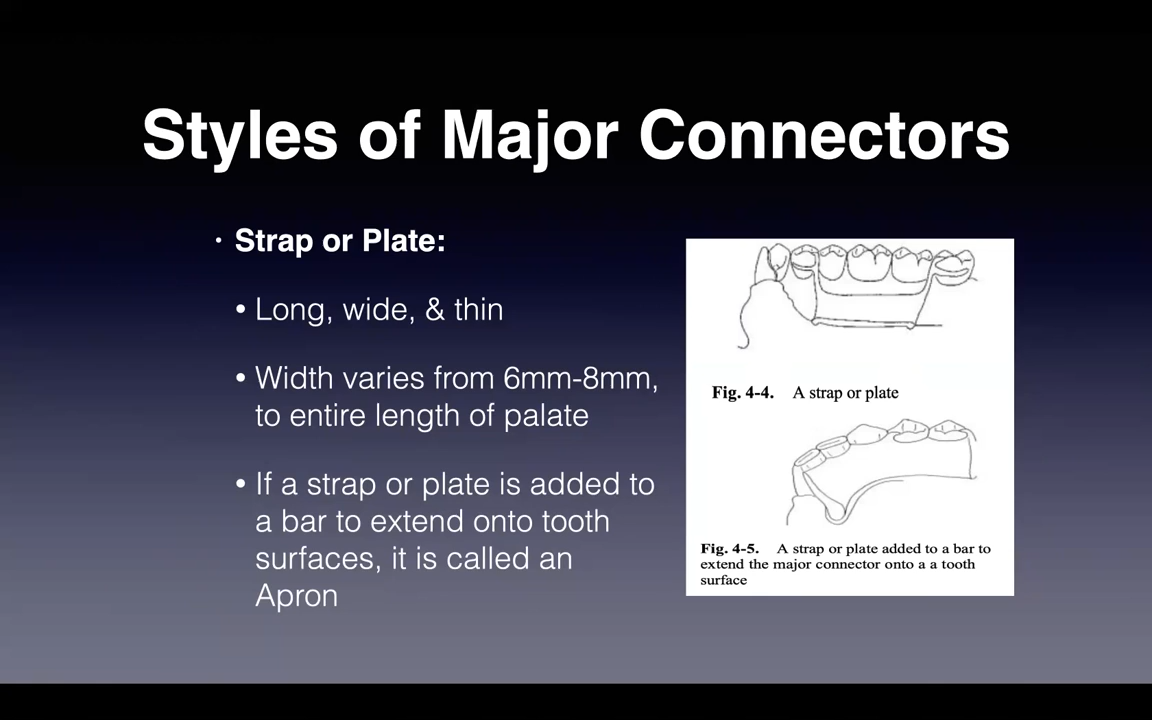 Styles of Major Connectors
• Strap or Plate:
• Long, wide, & thin
• Width varies from 6mm-8mm,
to entire length of palate
• If a strap or plate is added to
a bar to extend onto tooth
surfaces, it is called an
Apron
Fig. 4-4. A strap or plate
Fig. 4-5. A strap or plate added to a bar to
extend the major connector onto a a tooth
surface